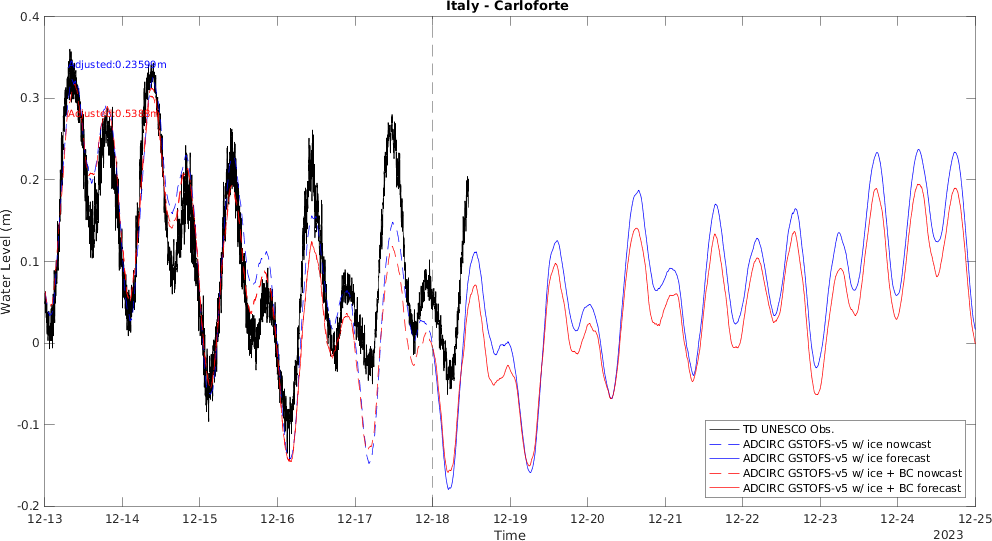 Italy - Carloforte
0.4
0.3
0.2
0.1
0
-0.1
-0.2
Water Level (m)
Adjusted:0.23599m
TD UNESCO Obs.
ADCIRC GSTOFS-v5 w/ ice nowcast
ADCIRC GSTOFS-v5 w/ ice forecast
ADCIRC GSTOFS-v5 w/ ice + BC nowcast
ADCIRC GSTOFS-v5 w/ ice + BC forecast
12-13 12-14 12-15 12-16 12-17 12-18 12-19 12-20 12-21 12-22 12-23 12-24 12-25
Time
2023